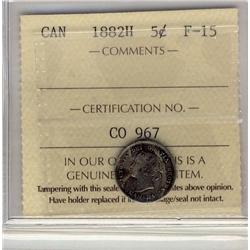 CAN 1882H 5¢ F-15
— COMMENTS —
— CERTIFICATION NO. —
CO 967
IN OUR IS A
GENUINE TEM.
Tampering with this seal ates above opinion.
Have holder replaced if age/seal not intact.